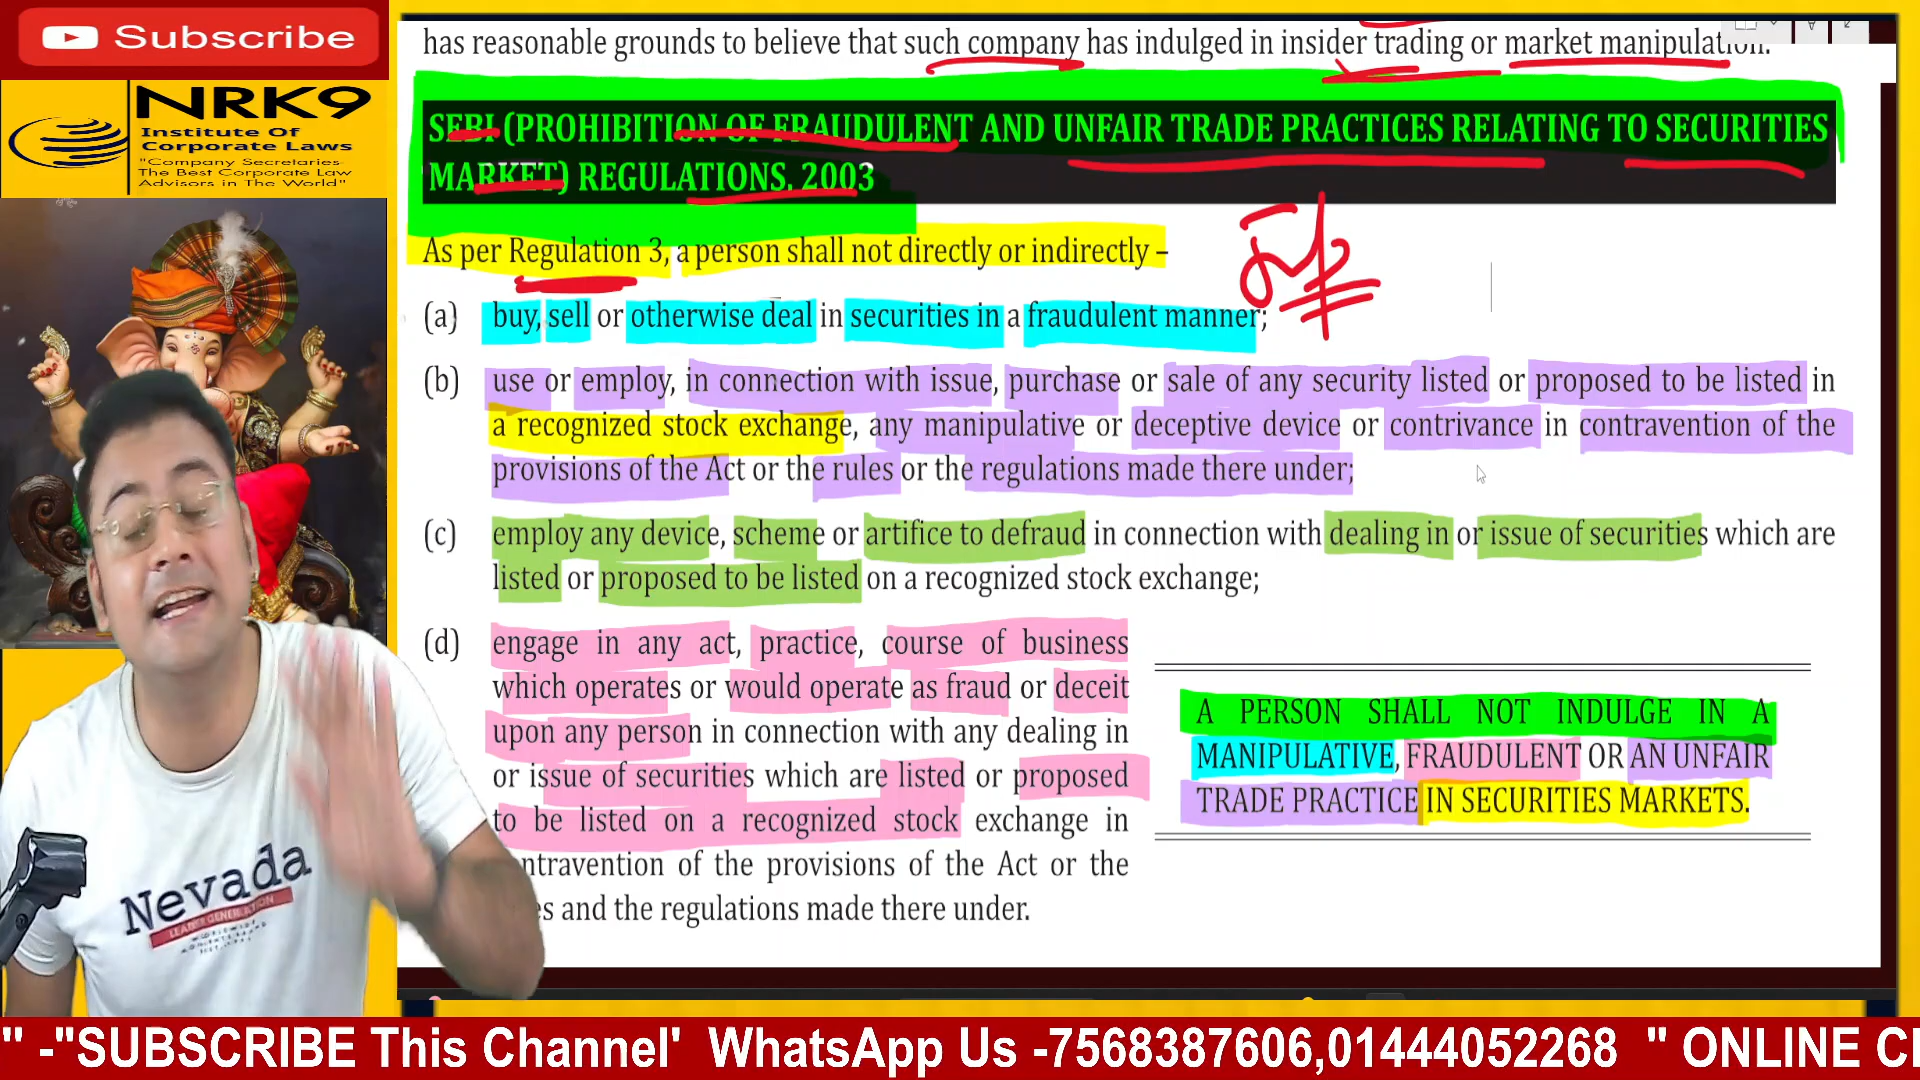 Subscribe
NRK9
Institute Of
Corporate Laws
"Company Secretaries-
The Best Corporate Law
Advisors in The World"
has reasonable grounds to believe that such company has indulged in insider trading or market manipulation.
SEBI (PROHIBITION OF FRAUDULENT AND UNFAIR TRADE PRACTICES RELATING TO SECURITIES
MARKET) REGULATIONS, 2003
As per Regulation 3, a person shall not directly or indirectly –
(a) buy, sell or otherwise deal in securities in a fraudulent manner;
(b) use or employ, in connection with issue, purchase or sale of any security listed or proposed to be listed in
a recognized stock exchange, any manipulative or deceptive device or contrivance in contravention of the
provisions of the Act or the rules or the regulations made there under;
(c) employ any device, scheme or artifice to defraud in connection with dealing in or issue of securities which are
listed or proposed to be listed on a recognized stock exchange;
(d) engage in any act, practice, course of business
which operates or would operate as fraud or deceit
upon any person in connection with any dealing in
or issue of securities which are listed or proposed
to be listed on a recognized stock exchange in
ntravention of the provisions of the Act or the
es and the regulations made there under.
A PERSON SHALL NOT INDULGE IN A
MANIPULATIVE, FRAUDULENT OR AN UNFAIR
TRADE PRACTICE IN SECURITIES MARKETS.
Nevada
" -"SUBSCRIBE This Channel' WhatsApp Us -7568387606,01444052268 " ONLINE Cl